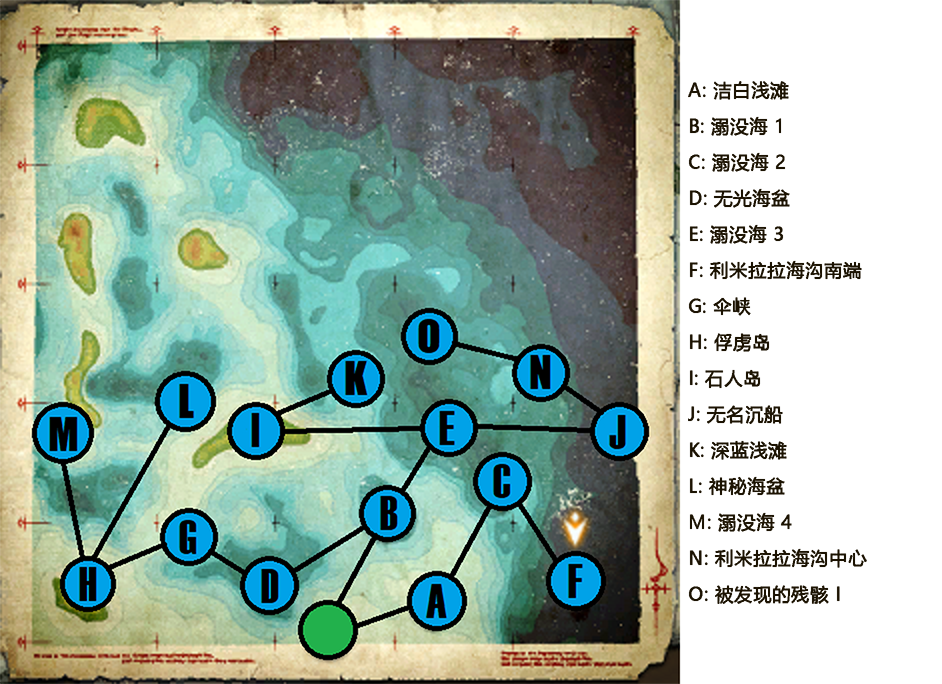 O
N
K
L
M
I
E
J
C
B
G
H
D
A
F
A: 洁白浅滩
B: 溺没海 1
C: 溺没海 2
D: 无光海盆
E: 溺没海 3
F: 利米拉拉海沟南端
G: 伞峡
H: 俘虏岛
I: 石人岛
J: 无名沉船
K: 深蓝浅滩
L: 神秘海盆
M: 溺没海 4
N: 利米拉拉海沟中心
O: 被发现的残骸 I